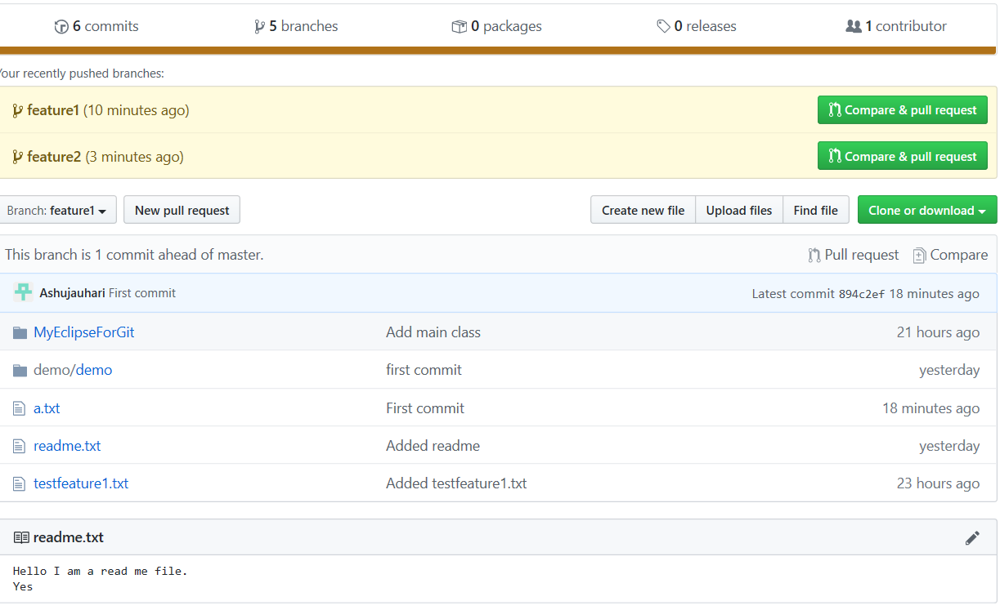 6 commits 5 branches 0 packages 0 releases 1 contributor
Your recently pushed branches:
feature1 (10 minutes ago) Compare & pull request
feature2 (3 minutes ago) Compare & pull request
Branch: feature1 New pull request Create new file Upload files Find file Clone or download
This branch is 1 commit ahead of master. Pull request Compare
Ashujauhari First commit Latest commit 894c2ef 18 minutes ago
MyEclipseForGit Add main class 21 hours ago
demo/demo first commit yesterday
a.txt First commit 18 minutes ago
readme.txt Added readme yesterday
testfeature1.txt Added testfeature1.txt 23 hours ago
readme.txt
Hello I am a read me file.
Yes